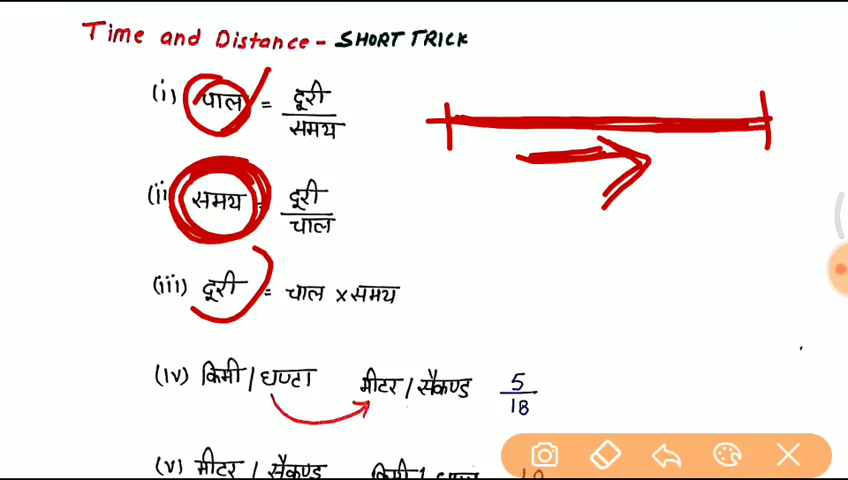 Time and Distance - SHORT TRICK
(i) चाल = दूरी / समय
(ii) समय = दूरी / चाल
(iii) दूरी = चाल × समय
(iv) किमी / घण्टा मीटर / सैकण्ड 5/18
(v) मीटर / सैकण्ड